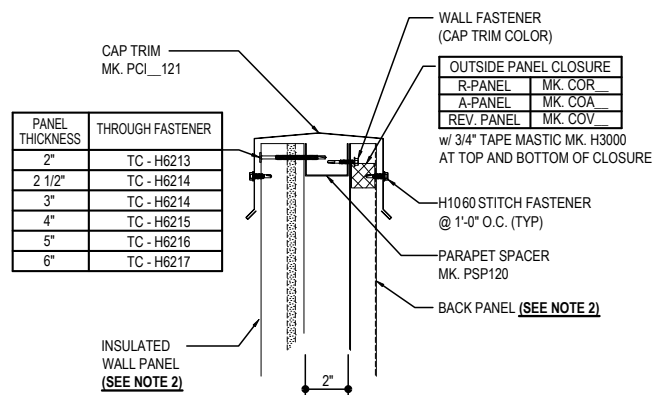 WALL FASTENER
(CAP TRIM COLOR)
CAP TRIM
MK. PCI__121
OUTSIDE PANEL CLOSURE
R-PANEL MK. COR__
A-PANEL MK. COA__
REV. PANEL MK. COV__
w/ 3/4" TAPE MASTIC MK. H3000
AT TOP AND BOTTOM OF CLOSURE
PANEL
THICKNESS
THROUGH FASTENER
2" TC - H6213
2 1/2" TC - H6214
3" TC - H6214
4" TC - H6215
5" TC - H6216
6" TC - H6217
H1060 STITCH FASTENER
@ 1'-0" O.C. (TYP)
PARAPET SPACER
MK. PSP120
BACK PANEL (SEE NOTE 2)
INSULATED
WALL PANEL
(SEE NOTE 2)
2"